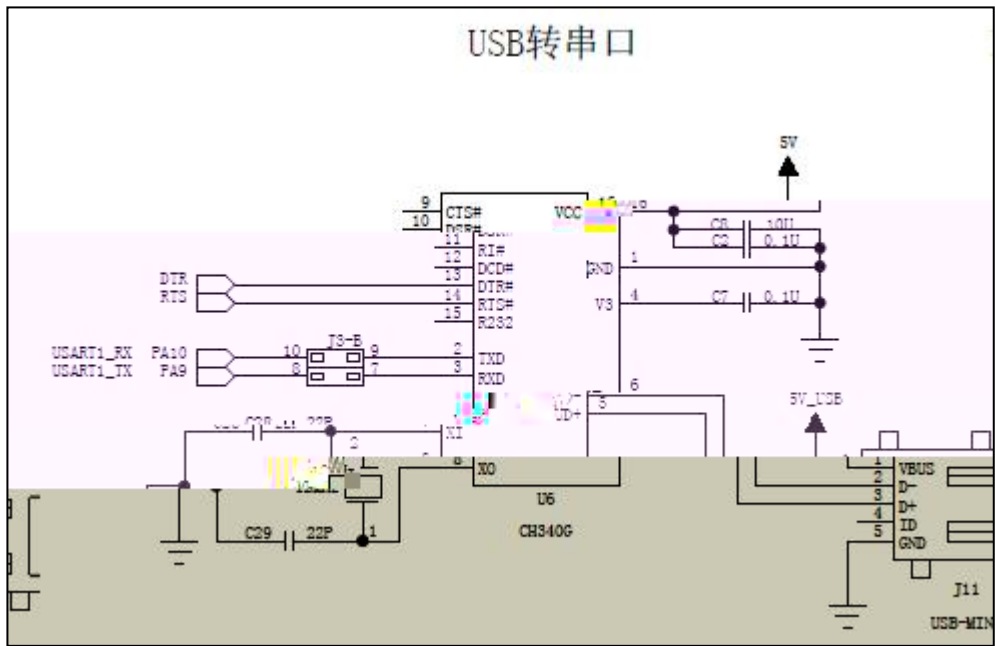 USB转串口
5V
9 CTS# VCC
10
C8 10U
11 C2 0.1U
12 RI# GND 1
13 DCD#
DTR DTR#
14 V3 4 C7 0.1U
RTS RTS#
15 R232
J3-B
USART1_RX PA10 10 9 2 TXD
USART1_TX PA9 8 7 3 RXD
6
5 5V_USB
UD+
XI
2
8 XO
1 VBUS
2 D-
3 D+
4 ID
5 GND
U6
C29 22P 1
CH340G
J11
USB-MIN